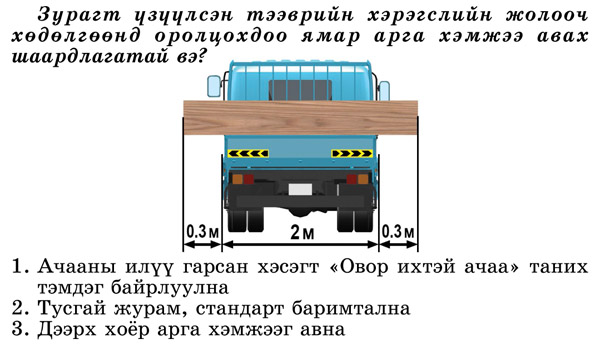 Зурагт үзүүлсэн тээврийн хэрэгслийн жолооч
хөдөлгөөнд оролцохдоо ямар арга хэмжээ авах
шаардлагатай вэ?
0.3 м 2 м 0.3 м
1. Ачааны илүү гарсан хэсэгт «Овор ихтэй ачаа» таних
тэмдэг байрлуулна
2. Тусгай журам, стандарт баримтална
3. Дээрх хоёр арга хэмжээг авна